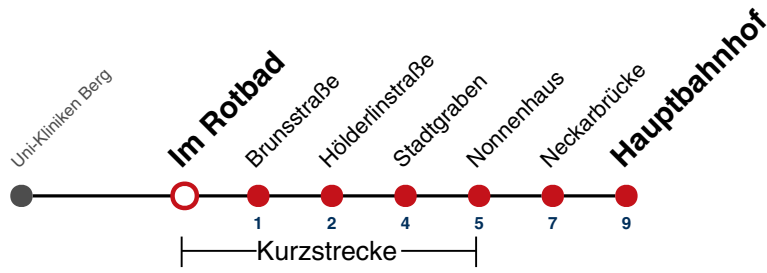 Uni-Kliniken Berg
Im Rotbad
Brunsstraße
Hölderlinstraße
Stadtgraben
Nonnenhaus
Neckarbrücke
Hauptbahnhof
1 2 4 5 7 9
Kurzstrecke